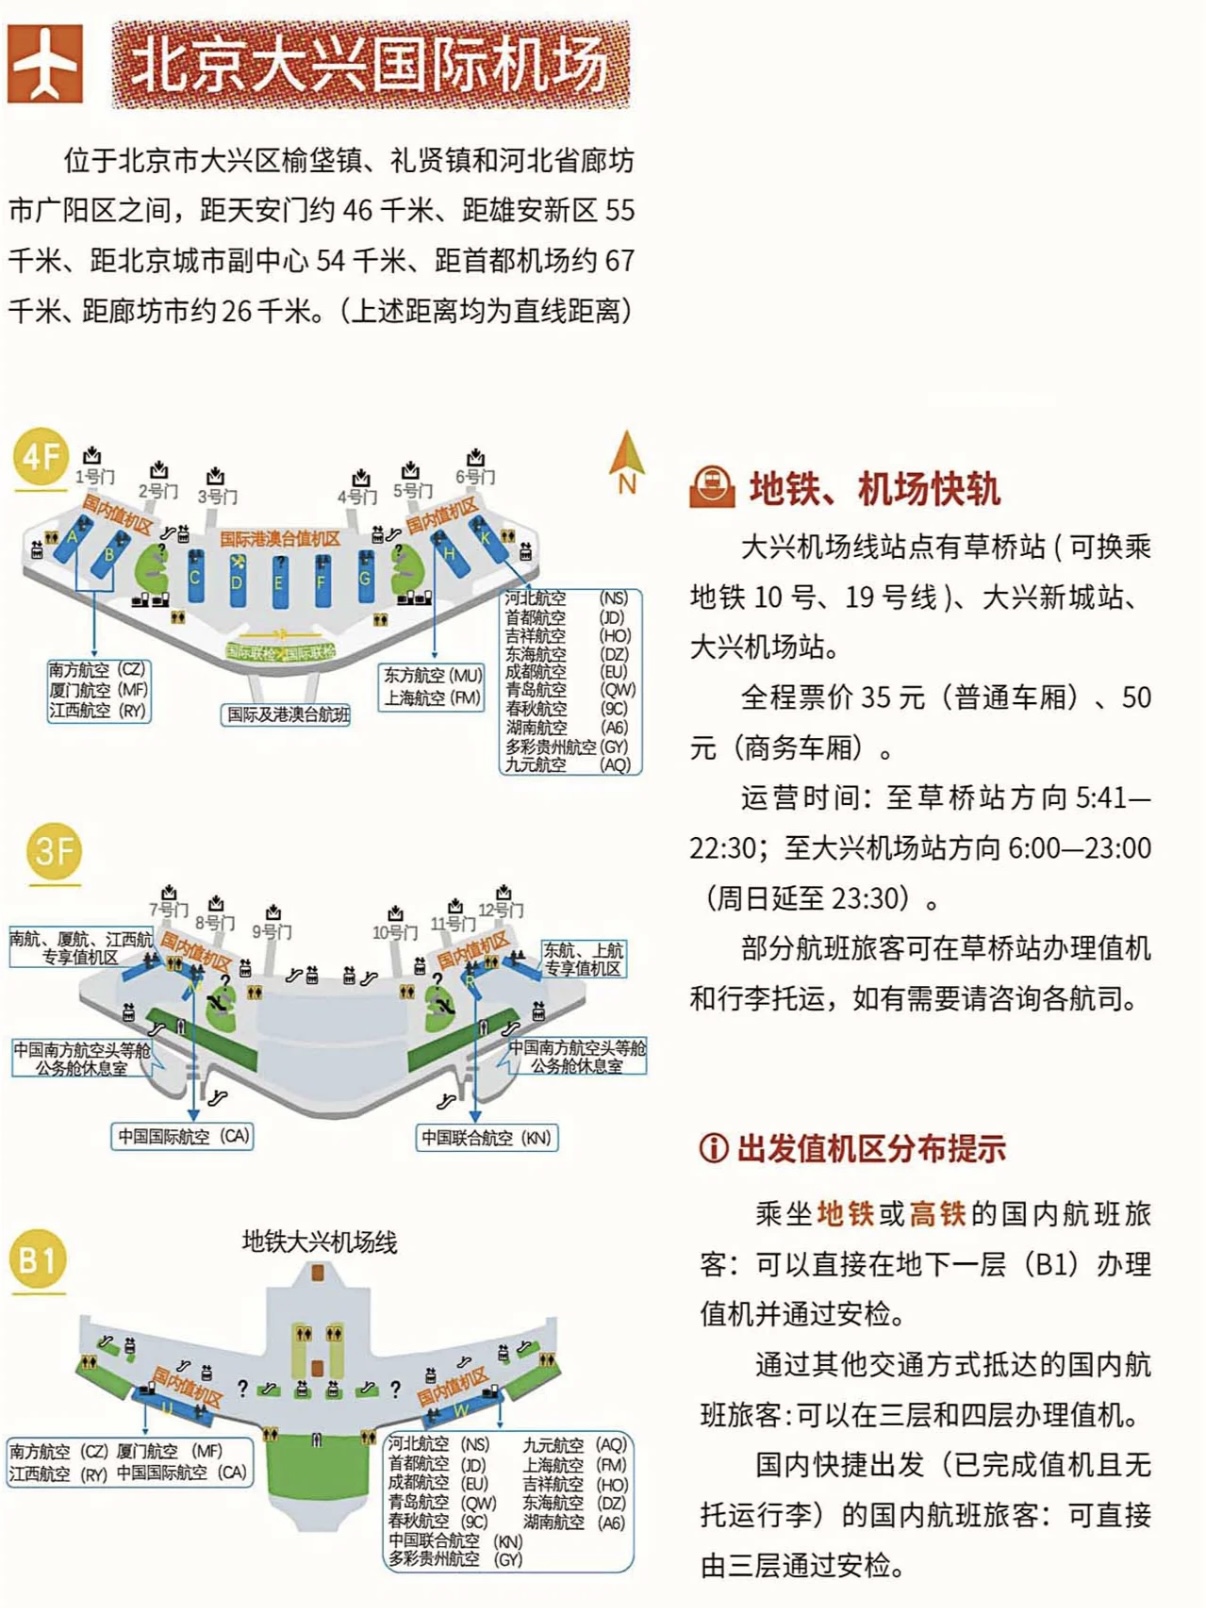 北京大兴国际机场
位于北京市大兴区榆垡镇、礼贤镇和河北省廊坊
市广阳区之间，距天安门约 46 千米、距雄安新区 55
千米、距北京城市副中心 54 千米、距首都机场约 67
千米、距廊坊市约 26 千米。（上述距离均为直线距离）
4F
1号门
2号门
3号门
4号门
5号门
6号门
N
国内值机区
国际港澳台值机区
国内值机区
A
B
C
D
E
F
G
H
K
国际联检
国际联检
南方航空 (CZ)
厦门航空 (MF)
江西航空 (RY)
国际及港澳台航班
东方航空 (MU)
上海航空 (FM)
河北航空 (NS)
首都航空 (JD)
吉祥航空 (HO)
东海航空 (DZ)
成都航空 (EU)
青岛航空 (QW)
春秋航空 (9C)
湖南航空 (A6)
多彩贵州航空 (GY)
九元航空 (AQ)
3F
7号门
8号门
9号门
10号门
11号门
12号门
南航、厦航、江西航
专享值机区
国内值机区
国内值机区
东航、上航
专享值机区
M
R
中国南方航空头等舱
公务舱休息室
中国南方航空头等舱
公务舱休息室
中国国际航空 (CA)
中国联合航空 (KN)
B1
地铁大兴机场线
国内值机区
国内值机区
U
W
南方航空 (CZ) 厦门航空 (MF)
江西航空 (RY) 中国国际航空 (CA)
河北航空 (NS) 九元航空 (AQ)
首都航空 (JD) 上海航空 (FM)
成都航空 (EU) 吉祥航空 (HO)
青岛航空 (QW) 东海航空 (DZ)
春秋航空 (9C) 湖南航空 (A6)
中国联合航空 (KN)
多彩贵州航空 (GY)
地铁、机场快轨
大兴机场线站点有草桥站 ( 可换乘
地铁 10 号、19 号线 )、大兴新城站、
大兴机场站。
全程票价 35 元（普通车厢）、50
元（商务车厢）。
运营时间：至草桥站方向 5:41—
22:30；至大兴机场站方向 6:00—23:00
（周日延至 23:30）。
部分航班旅客可在草桥站办理值机
和行李托运，如有需要请咨询各航司。
出发值机区分布提示
乘坐地铁或高铁的国内航班旅
客：可以直接在地下一层（B1）办理
值机并通过安检。
通过其他交通方式抵达的国内航
班旅客：可以在三层和四层办理值机。
国内快捷出发（已完成值机且无
托运行李）的国内航班旅客：可直接
由三层通过安检。